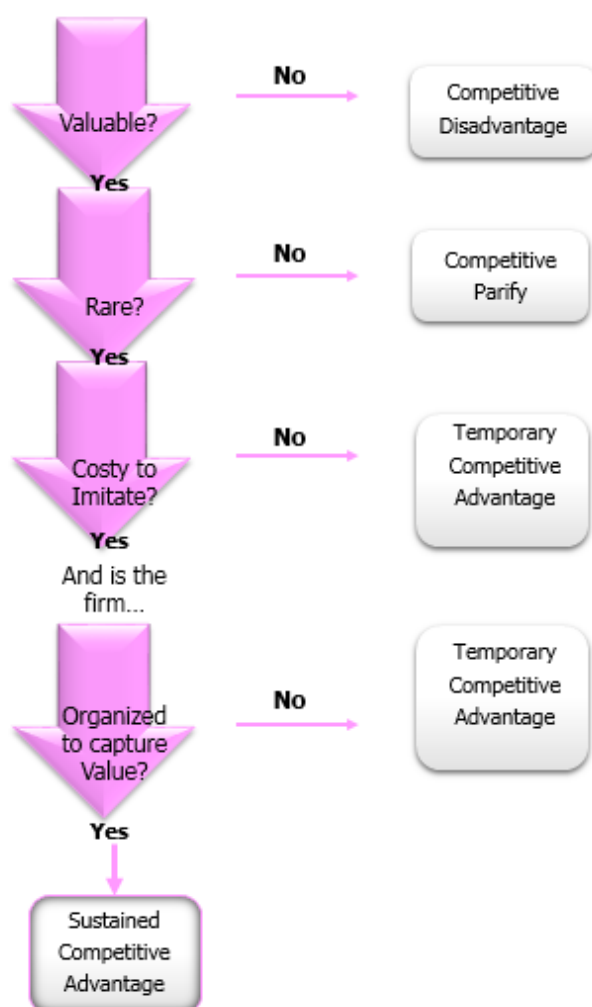 No
Valuable?
Competitive
Disadvantage
Yes
No
Rare?
Competitive
Parify
Yes
No
Costy to
Imitate?
Temporary
Competitive
Advantage
Yes
And is the
firm...
No
Organized
to capture
Value?
Temporary
Competitive
Advantage
Yes
Sustained
Competitive
Advantage